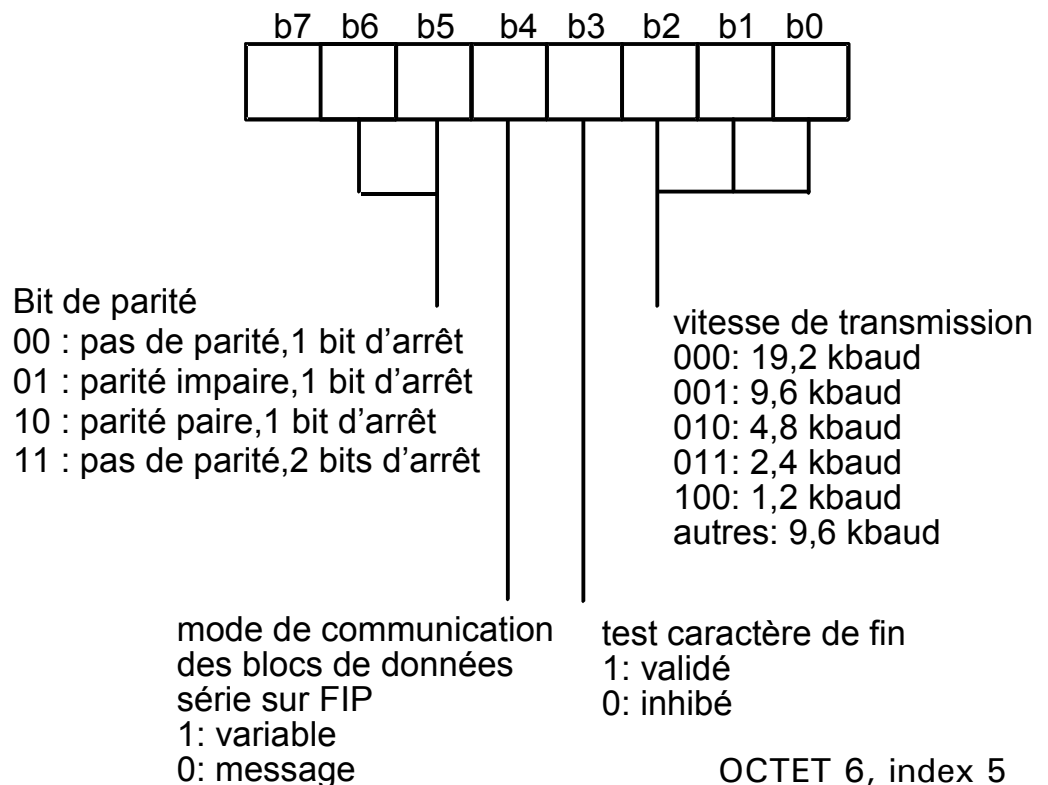 b7 b6 b5 b4 b3 b2 b1 b0
Bit de parité
00 : pas de parité,1 bit d’arrêt
01 : parité impaire,1 bit d’arrêt
10 : parité paire,1 bit d’arrêt
11 : pas de parité,2 bits d’arrêt
vitesse de transmission
000: 19,2 kbaud
001: 9,6 kbaud
010: 4,8 kbaud
011: 2,4 kbaud
100: 1,2 kbaud
autres: 9,6 kbaud
mode de communication
des blocs de données
série sur FIP
1: variable
0: message
test caractère de fin
1: validé
0: inhibé
OCTET 6, index 5